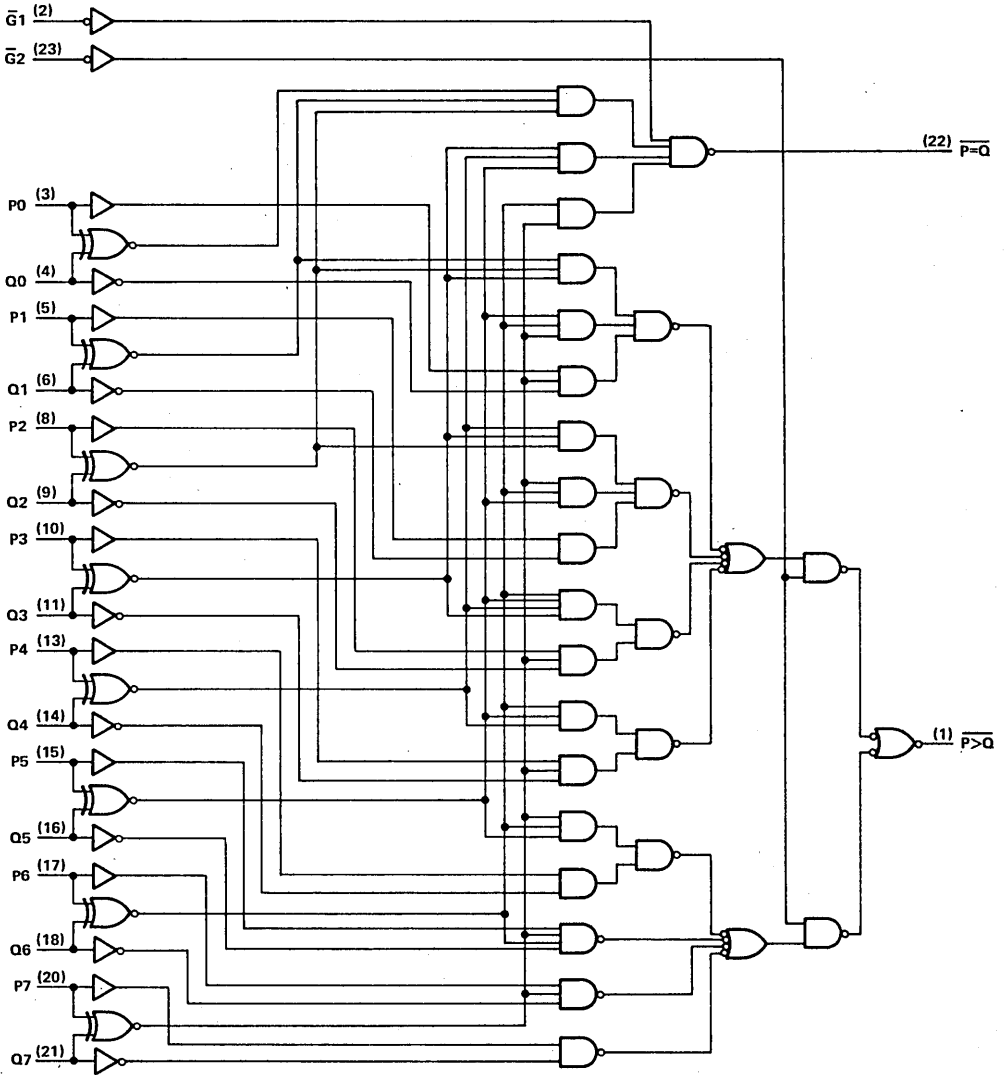 G̅1 (2)
G̅2 (23)
(22) P̅=̅Q̅
P0 (3)
Q0 (4)
P1 (5)
Q1 (6)
P2 (8)
Q2 (9)
P3 (10)
Q3 (11)
P4 (13)
Q4 (14)
(1) P̅>̅Q̅
P5 (15)
Q5 (16)
P6 (17)
Q6 (18)
P7 (20)
Q7 (21)